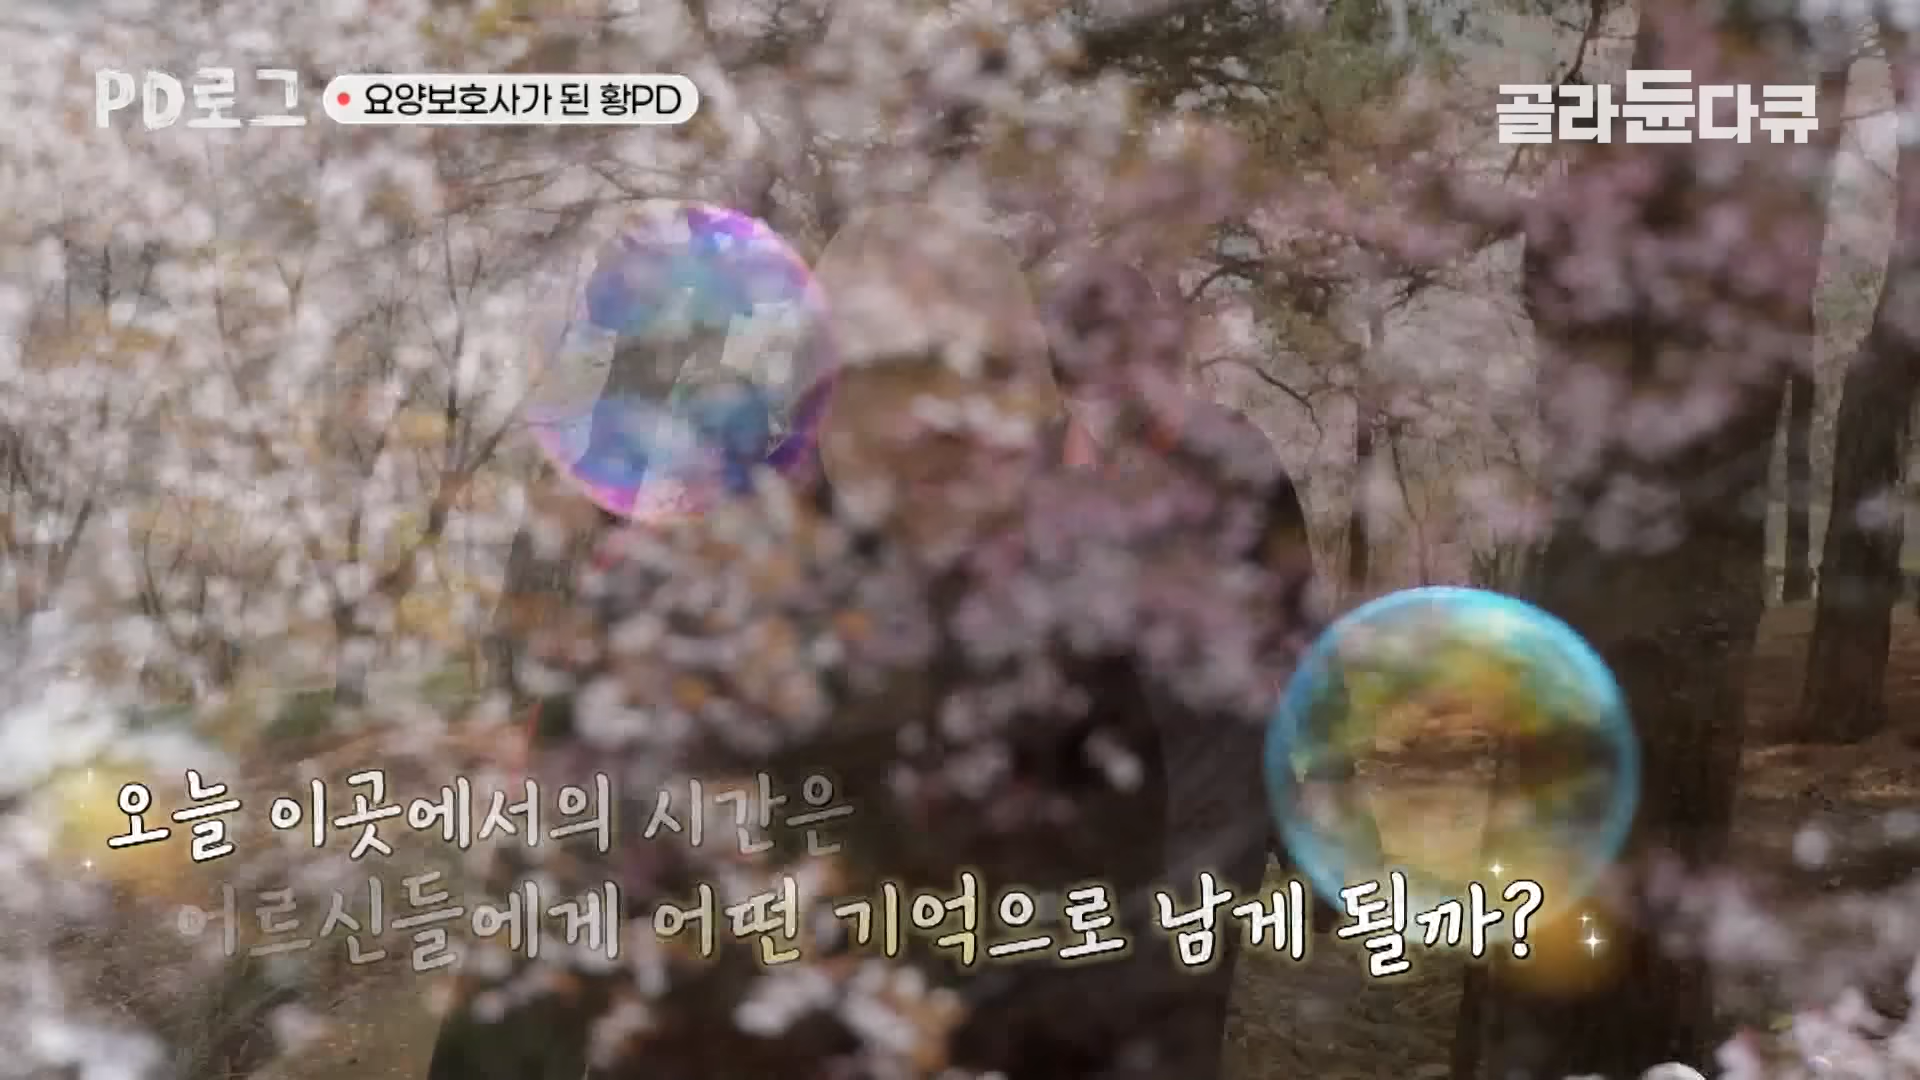 PD로그
요양보호사가 된 황PD
골라듄다큐
오늘 이곳에서의 시간은
어르신들에게 어떤 기억으로 남게 될까?